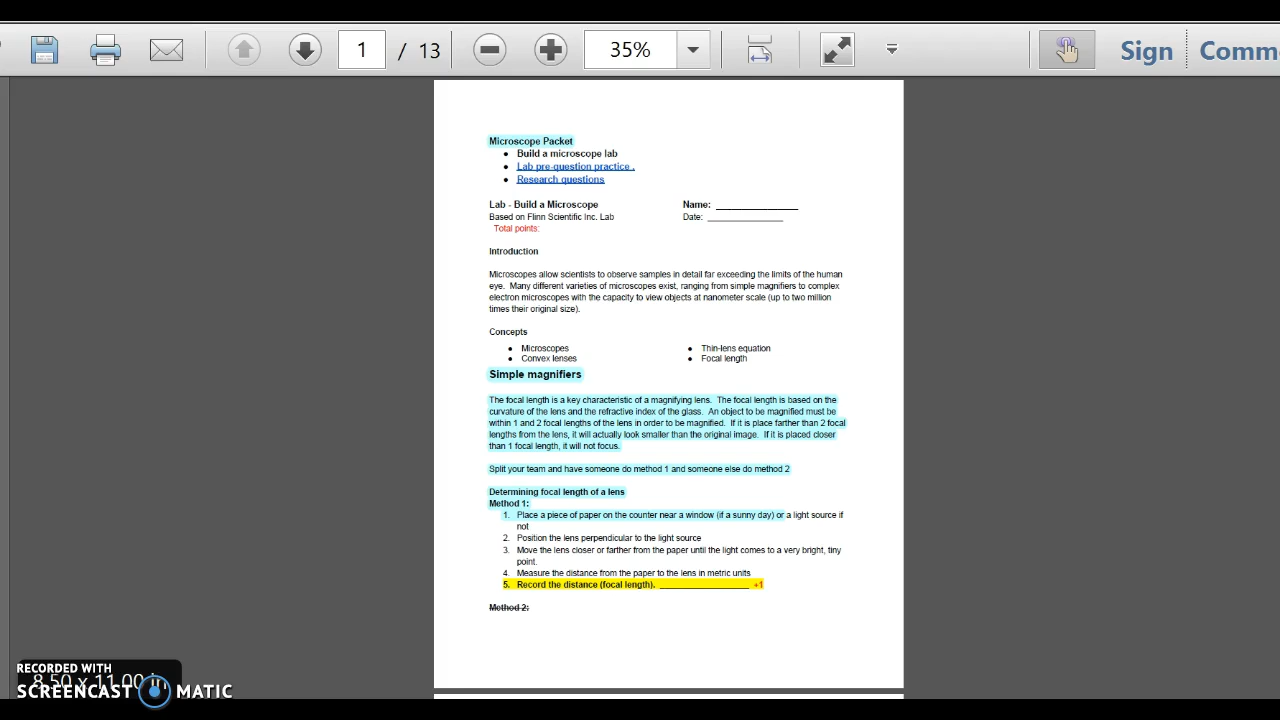 1 / 13 35% Sign Comm
Microscope Packet
● Build a microscope lab
● Lab pre-question practice .
● Research questions
Lab - Build a Microscope Name: ________________
Based on Flinn Scientific Inc. Lab Date: ________________
Total points:
Introduction
Microscopes allow scientists to observe samples in detail far exceeding the limits of the human
eye. Many different varieties of microscopes exist, ranging from simple magnifiers to complex
electron microscopes with the capacity to view objects at nanometer scale (up to two million
times their original size).
Concepts
● Microscopes ● Thin-lens equation
● Convex lenses ● Focal length
Simple magnifiers
The focal length is a key characteristic of a magnifying lens. The focal length is based on the
curvature of the lens and the refractive index of the glass. An object to be magnified must be
within 1 and 2 focal lengths of the lens in order to be magnified. If it is place farther than 2 focal
lengths from the lens, it will actually look smaller than the original image. If it is placed closer
than 1 focal length, it will not focus.
Split your team and have someone do method 1 and someone else do method 2
Determining focal length of a lens
Method 1:
1. Place a piece of paper on the counter near a window (if a sunny day) or a light source if
not
2. Position the lens perpendicular to the light source
3. Move the lens closer or farther from the paper until the light comes to a very bright, tiny
point.
4. Measure the distance from the paper to the lens in metric units
5. Record the distance (focal length). ___________________ +1
Method 2:
8.50 x 11.00 in
RECORDED WITH
SCREENCAST MATIC